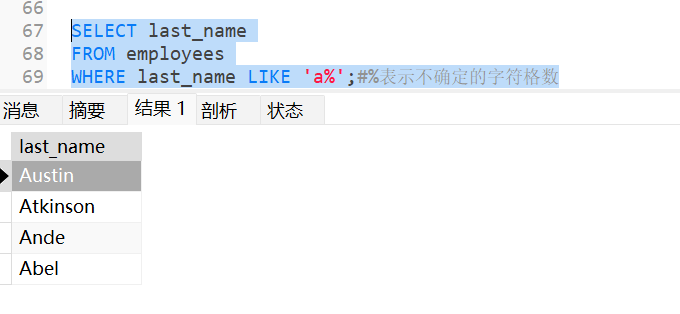 66
67 SELECT last_name
68 FROM employees
69 WHERE last_name LIKE 'a%';#%表示不确定的字符格数
消息 摘要 结果 1 剖析 状态
last_name
Austin
Atkinson
Ande
Abel